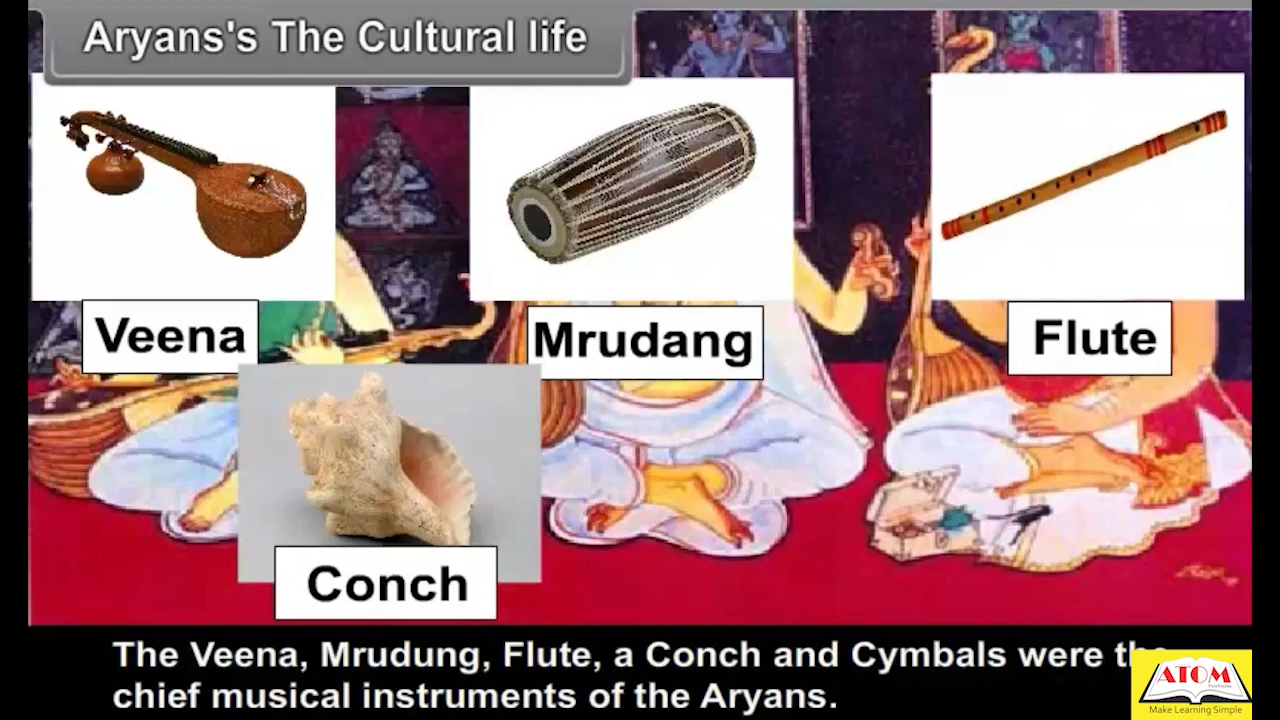 Aryans's The Cultural life
Veena
Mrudang
Flute
Conch
The Veena, Mrudung, Flute, a Conch and Cymbals were the
chief musical instruments of the Aryans.
ATOM
Make Learning Simple